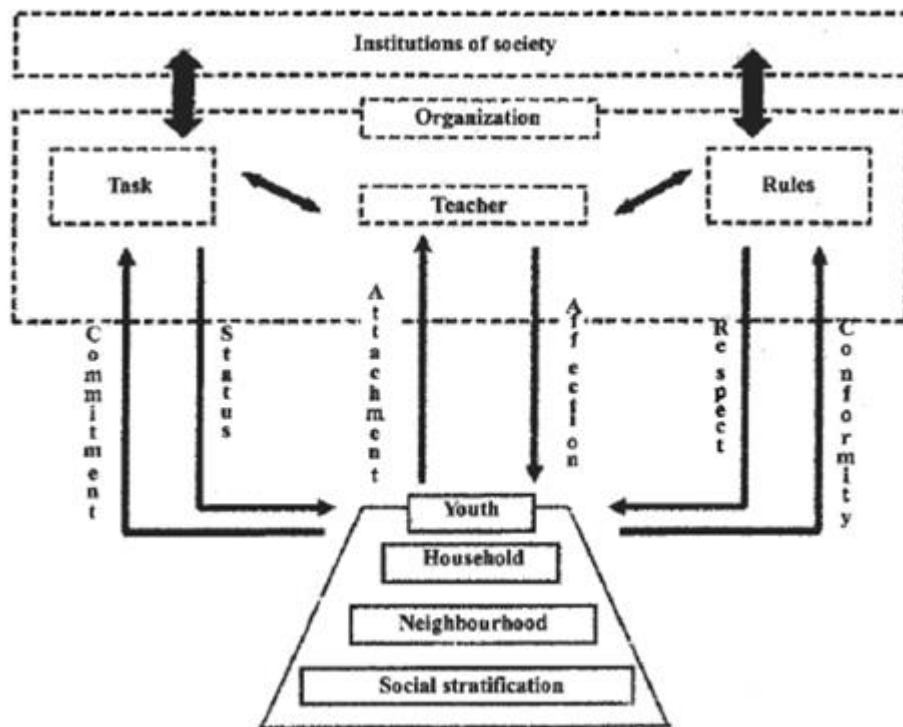 Institutions of society
Organization
Task
Teacher
Rules
Commitment
Status
Attachment
Affection
Respect
Conformity
Youth
Household
Neighbourhood
Social stratification